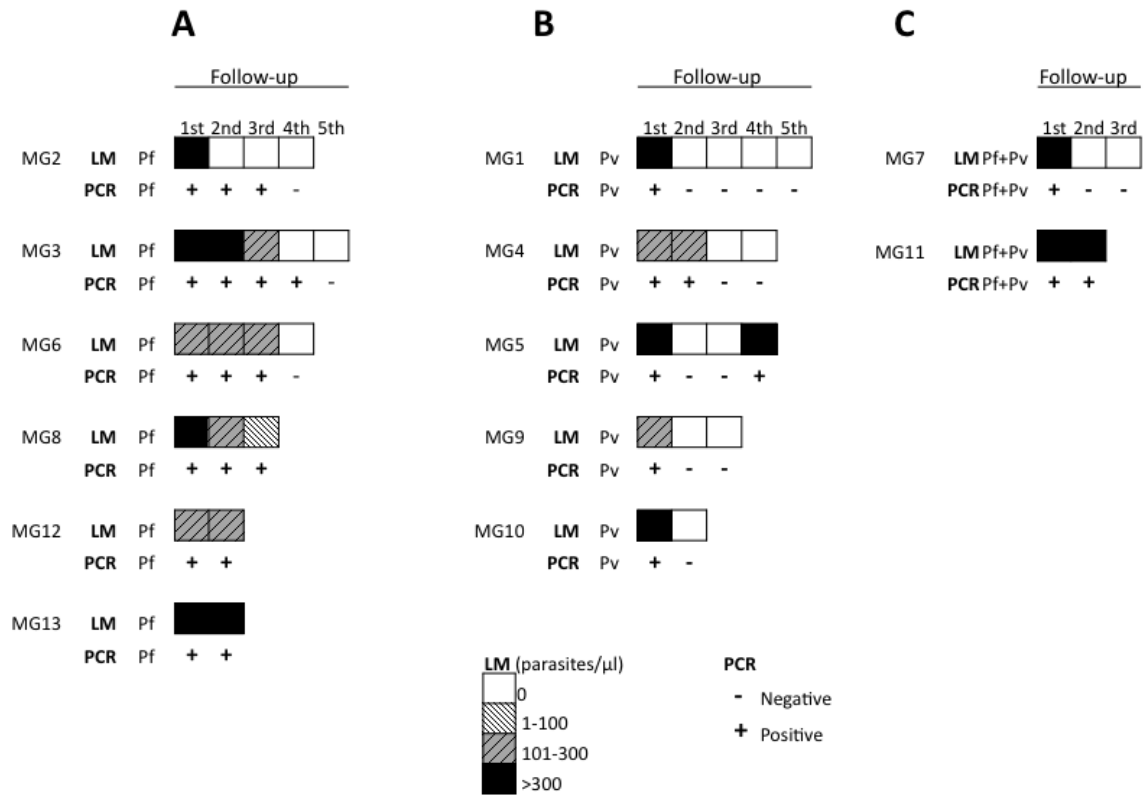 A
Follow-up
1st 2nd 3rd 4th 5th
MG2 LM Pf
PCR Pf + + + -
MG3 LM Pf
PCR Pf + + + + -
MG6 LM Pf
PCR Pf + + + -
MG8 LM Pf
PCR Pf + + +
MG12 LM Pf
PCR Pf + +
MG13 LM Pf
PCR Pf + +
B
Follow-up
1st 2nd 3rd 4th 5th
MG1 LM Pv
PCR Pv + - - - -
MG4 LM Pv
PCR Pv + + - -
MG5 LM Pv
PCR Pv + - - +
MG9 LM Pv
PCR Pv + - -
MG10 LM Pv
PCR Pv + -
C
Follow-up
1st 2nd 3rd
MG7 LM Pf+Pv
PCR Pf+Pv + - -
MG11 LM Pf+Pv
PCR Pf+Pv + +
LM (parasites/µl)
0
1-100
101-300
>300
PCR
- Negative
+ Positive